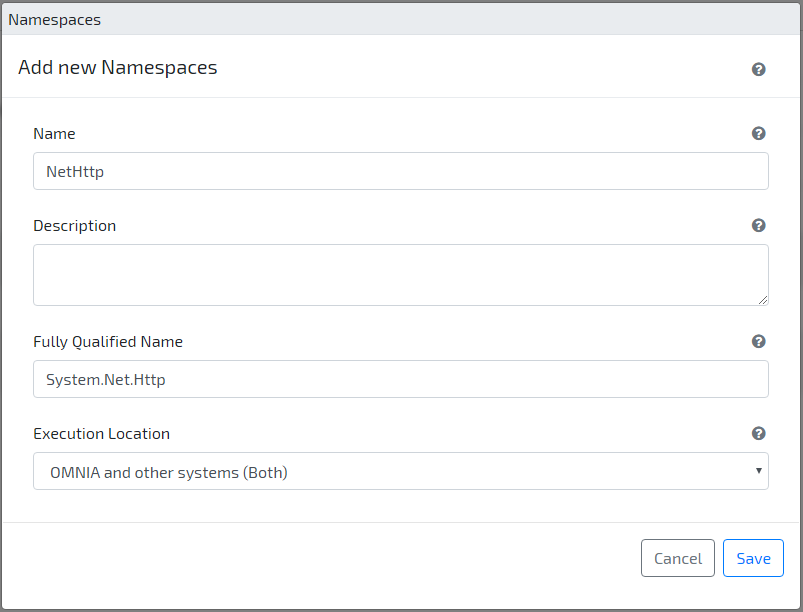 Namespaces
Add new Namespaces
Name
NetHttp
Description
Fully Qualified Name
System.Net.Http
Execution Location
OMNIA and other systems (Both)
Cancel Save